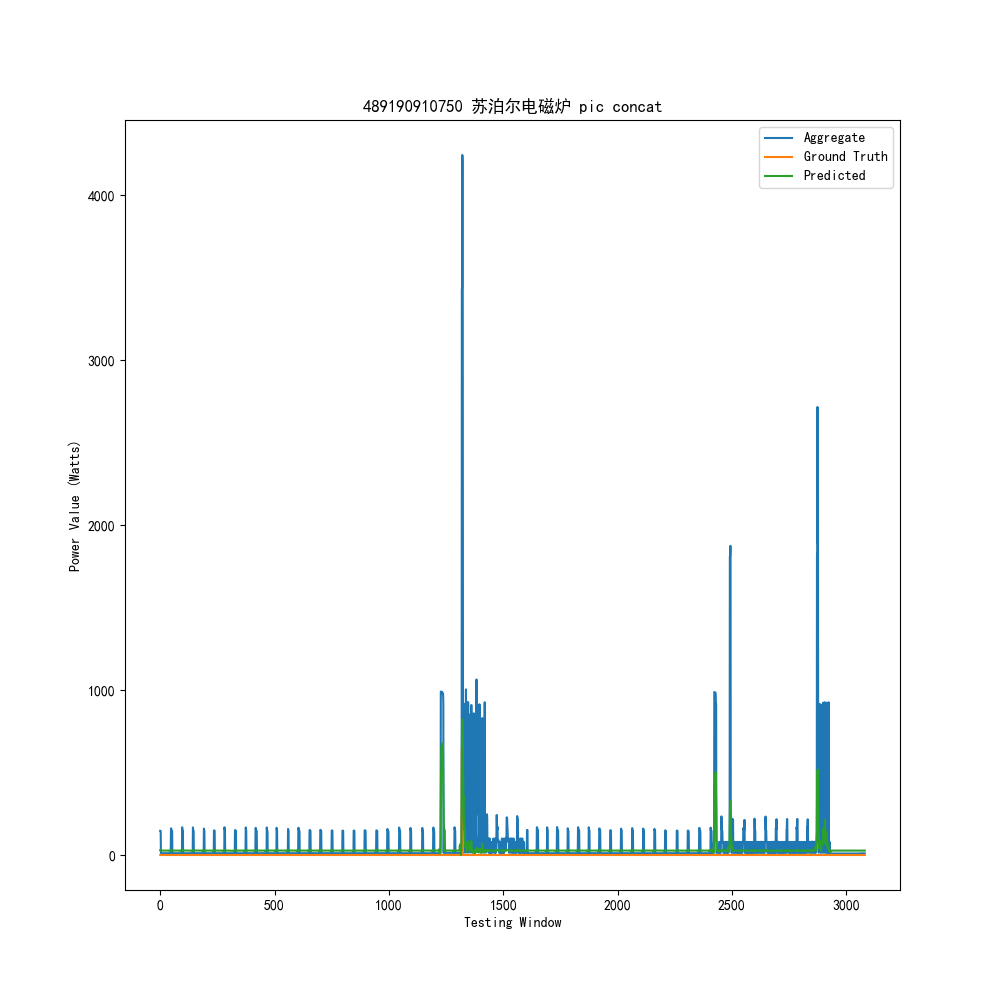 489190910750 苏泊尔电磁炉 pic concat
Aggregate
Ground Truth
Predicted
4000
3000
2000
1000
0
Power Value (Watts)
0 500 1000 1500 2000 2500 3000
Testing Window